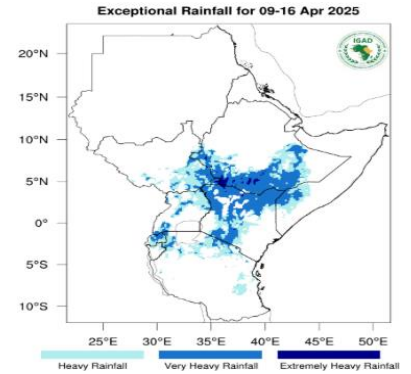 Exceptional Rainfall for 09-16 Apr 2025
IGAD
20°N
15°N
10°N
5°N
0°
5°S
10°S
25°E 30°E 35°E 40°E 45°E 50°E
Heavy Rainfall Very Heavy Rainfall Extremely Heavy Rainfall